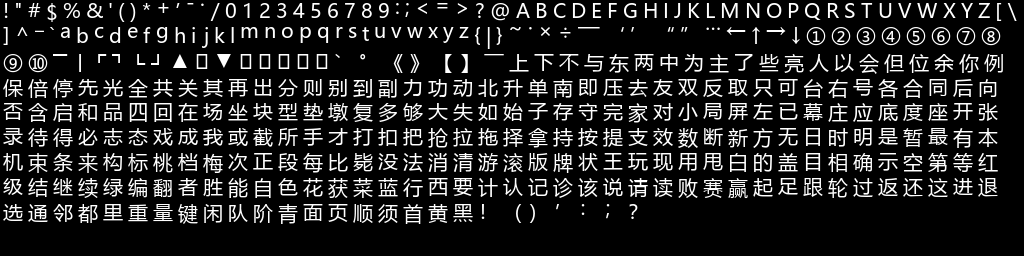 !"#$%&'()*+,-./0123456789:;<=>?@ABCDEFGHIJKLMNOPQRSTUVWXYZ[\
]^_`abcdefghijklmnopqrstuvwxyz{|}~·×÷—‘’“”…←↑→↓①②③④⑤⑥⑦⑧
⑨⑩─│┌┐└┘▲▼、。《》【】一上下不与东两中为主了些亮人以会但位余你例
保倍停先光全共关其再出分则别到副力功动北升单南即压去友双反取只可台右号各合同后向
否含启和品四回在场坐块型垫墩复多够大失如始子存守完家对小局屏左已幕庄应底度座开张
录待得必志态戏成我或截所手才打扣把抢拉拖择拿持按提支效数断新方无日时明是暂最有本
机束条来构标桃档梅次正段每比毙没法消清游滚版牌状王玩现用甩白的盖目相确示空第等红
级结继续绿编翻者胜能自色花获菜蓝行西要计认记诊该说请读败赛赢起足跟轮过返还这进退
选通邻都里重量键闲队阶青面页顺须首黄黑！（），：；？